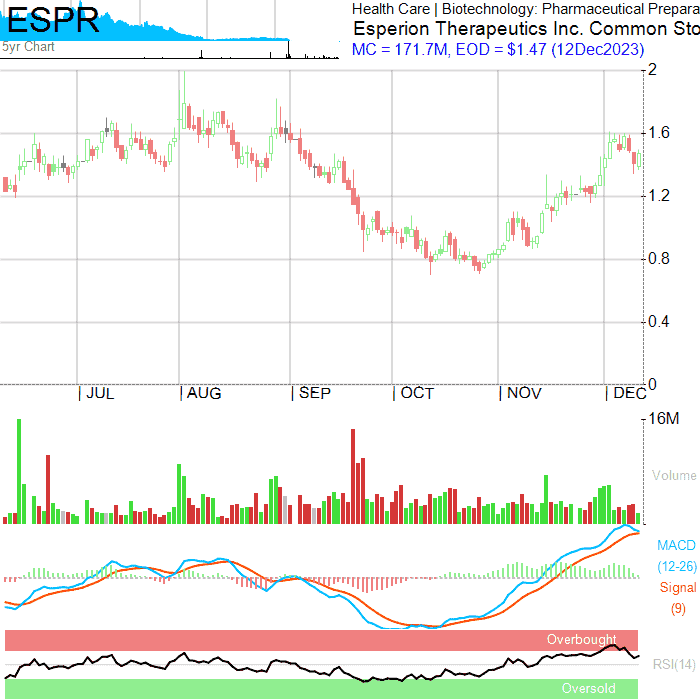 ESPR
5yr Chart
Health Care | Biotechnology: Pharmaceutical Prepara
Esperion Therapeutics Inc. Common Sto
MC = 171.7M, EOD = $1.47 (12Dec2023)
2
1.6
1.2
0.8
0.4
0
JUL AUG SEP OCT NOV DEC
16M
Volume
MACD
(12-26)
Signal
(9)
Overbought
RSI(14)
Oversold